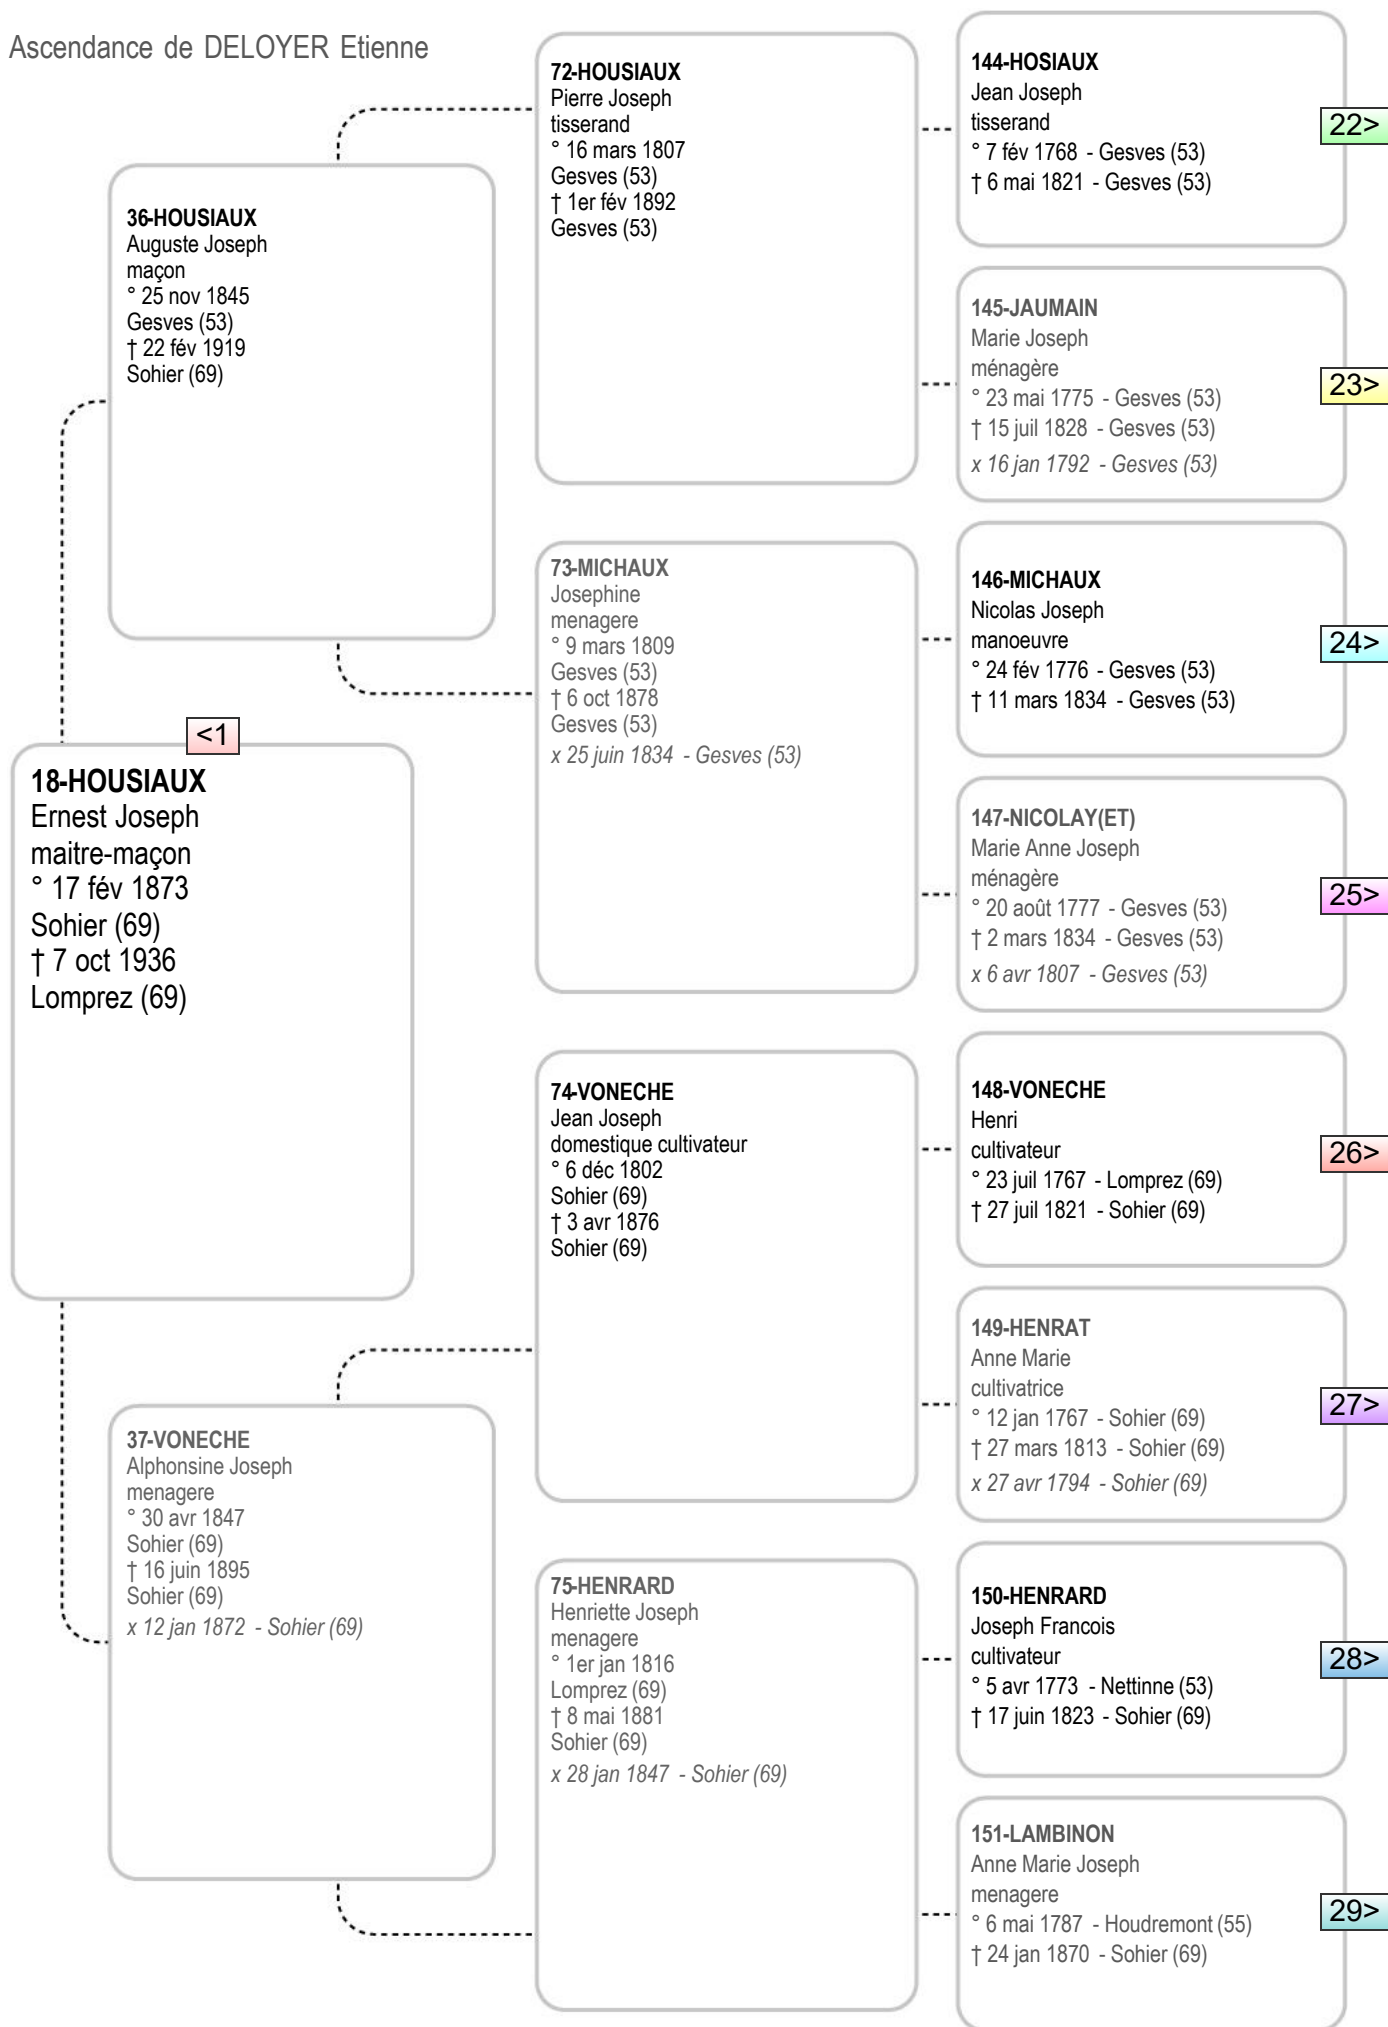 Ascendance de DELOYER Etienne
<1
18-HOUSIAUX
Ernest Joseph
maitre-maçon
° 17 fév 1873
Sohier (69)
† 7 oct 1936
Lomprez (69)
36-HOUSIAUX
Auguste Joseph
maçon
° 25 nov 1845
Gesves (53)
† 22 fév 1919
Sohier (69)
37-VONECHE
Alphonsine Joseph
menagere
° 30 avr 1847
Sohier (69)
† 16 juin 1895
Sohier (69)
x 12 jan 1872 - Sohier (69)
72-HOUSIAUX
Pierre Joseph
tisserand
° 16 mars 1807
Gesves (53)
† 1er fév 1892
Gesves (53)
73-MICHAUX
Josephine
menagere
° 9 mars 1809
Gesves (53)
† 6 oct 1878
Gesves (53)
x 25 juin 1834 - Gesves (53)
74-VONECHE
Jean Joseph
domestique cultivateur
° 6 déc 1802
Sohier (69)
† 3 avr 1876
Sohier (69)
75-HENRARD
Henriette Joseph
menagere
° 1er jan 1816
Lomprez (69)
† 8 mai 1881
Sohier (69)
x 28 jan 1847 - Sohier (69)
144-HOSIAUX
Jean Joseph
tisserand
° 7 fév 1768 - Gesves (53)
† 6 mai 1821 - Gesves (53)
22>
145-JAUMAIN
Marie Joseph
ménagère
° 23 mai 1775 - Gesves (53)
† 15 juil 1828 - Gesves (53)
x 16 jan 1792 - Gesves (53)
23>
146-MICHAUX
Nicolas Joseph
manoeuvre
° 24 fév 1776 - Gesves (53)
† 11 mars 1834 - Gesves (53)
24>
147-NICOLAY(ET)
Marie Anne Joseph
ménagère
° 20 août 1777 - Gesves (53)
† 2 mars 1834 - Gesves (53)
x 6 avr 1807 - Gesves (53)
25>
148-VONECHE
Henri
cultivateur
° 23 juil 1767 - Lomprez (69)
† 27 juil 1821 - Sohier (69)
26>
149-HENRAT
Anne Marie
cultivatrice
° 12 jan 1767 - Sohier (69)
† 27 mars 1813 - Sohier (69)
x 27 avr 1794 - Sohier (69)
27>
150-HENRARD
Joseph Francois
cultivateur
° 5 avr 1773 - Nettinne (53)
† 17 juin 1823 - Sohier (69)
28>
151-LAMBINON
Anne Marie Joseph
menagere
° 6 mai 1787 - Houdremont (55)
† 24 jan 1870 - Sohier (69)
29>